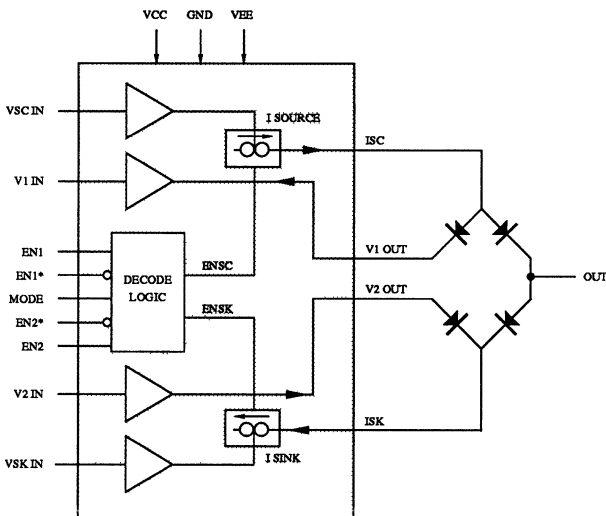 VCC GND VEE
VSC IN
I SOURCE
ISC
V1 IN
V1 OUT
EN1
EN1*
MODE
EN2*
EN2
DECODE
LOGIC
ENSC
ENSK
OUT
V2 OUT
V2 IN
ISK
I SINK
VSK IN